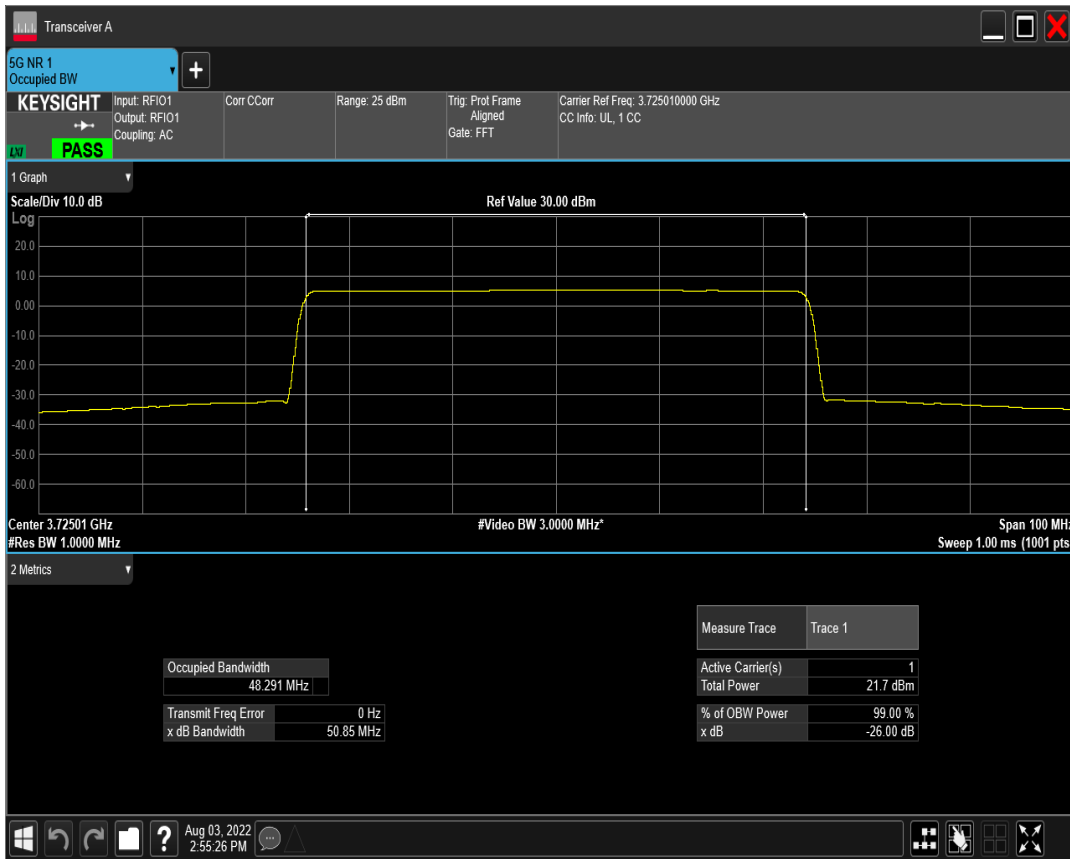 Transceiver A
5G NR 1
Occupied BW
+
KEYSIGHT
LXI
PASS
Input: RFIO1
Output: RFIO1
Coupling: AC
Corr CCorr
Range: 25 dBm
Trig: Prot Frame
Aligned
Gate: FFT
Carrier Ref Freq: 3.725010000 GHz
CC Info: UL, 1 CC
1 Graph
Scale/Div 10.0 dB
Ref Value 30.00 dBm
Log
20.0
10.0
0.00
-10.0
-20.0
-30.0
-40.0
-50.0
-60.0
Center 3.72501 GHz
#Video BW 3.0000 MHz*
Span 100 MHz
#Res BW 1.0000 MHz
Sweep 1.00 ms (1001 pts
2 Metrics
Measure Trace Trace 1
Occupied Bandwidth
48.291 MHz
Active Carrier(s) 1
Total Power 21.7 dBm
Transmit Freq Error 0 Hz
x dB Bandwidth 50.85 MHz
% of OBW Power 99.00 %
x dB -26.00 dB
?
Aug 03, 2022
2:55:26 PM